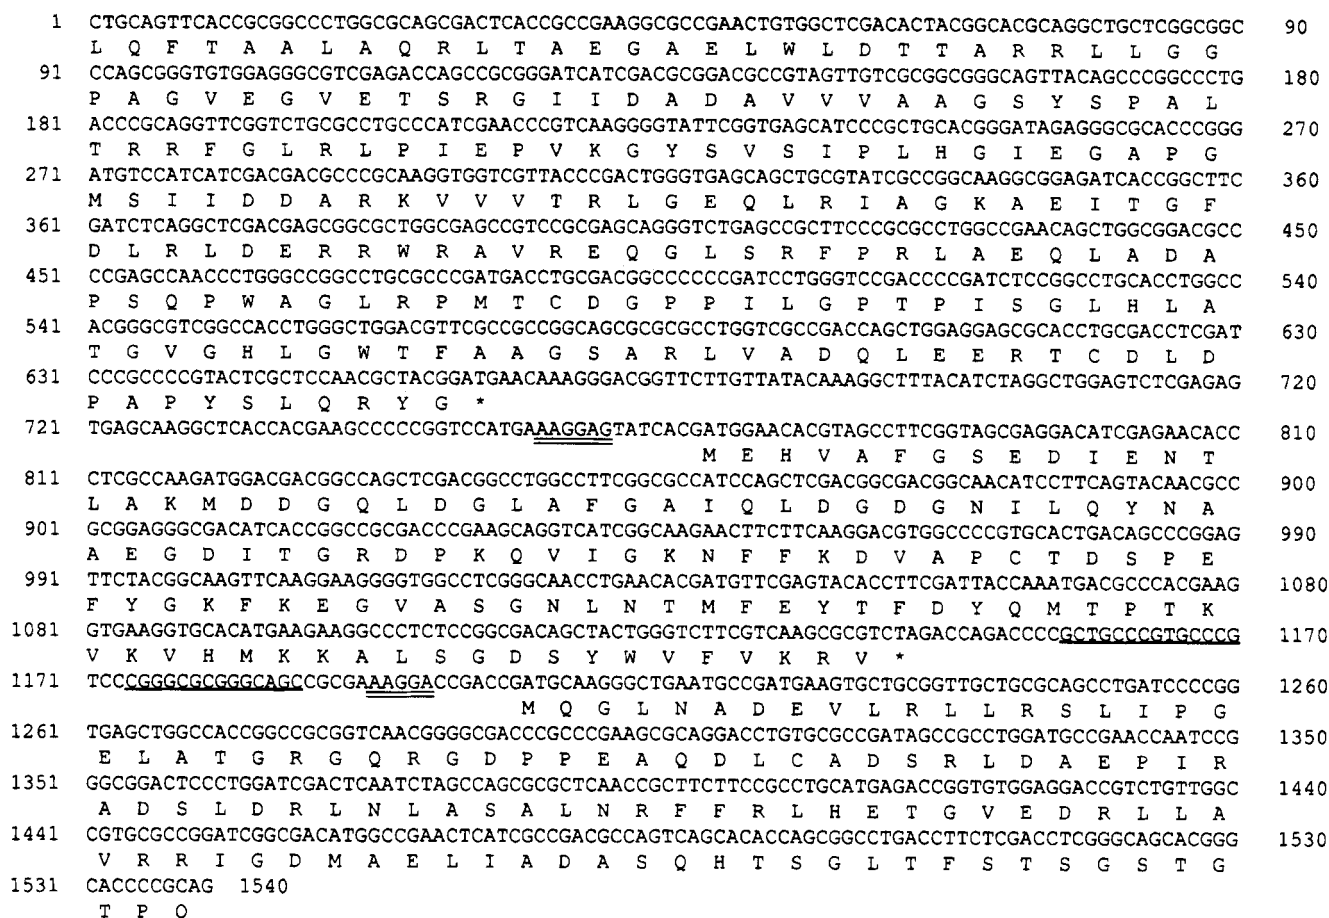 1 CTGCAGTTCACCGCGGCCCTGGCGCAGCGACTCACCGCCGAAGGCGCCGAACTGTGGCTCGACACTACGGCACGCAGGCTGCTCGGCGGC 90
L Q F T A A L A Q R L T A E G A E L W L D T T A R R L L G G
91 CCAGCGGGTGTGGAGGGCGTCGAGACCAGCCGCGGGATCATCGACGCGGACGCCGTAGTTGTCGCGGCGGGCAGTTACAGCCCGGCCCTG 180
P A G V E G V E T S R G I I D A D A V V V A A G S Y S P A L
181 ACCCGCAGGTTCGGTCTGCGCCTGCCCATCGAACCCGTCAAGGGGTATTCGGTGAGCATCCCGCTGCACGGGATAGAGGGCGCACCCGGG 270
T R R F G L R L P I E P V K G Y S V S I P L H G I E G A P G
271 ATGTCCATCATCGACGACGCCCGCAAGGTGGTCGTTACCCGACTGGGTGAGCAGCTGCGTATCGCCGGCAAGGCGGAGATCACCGGCTTC 360
M S I I D D A R K V V V T R L G E Q L R I A G K A E I T G F
361 GATCTCAGGCTCGACGAGCGGCGCTGGCGAGCCGTCCGCGAGCAGGGTCTGAGCCGCTTCCCGCGCCTGGCCGAACAGCTGGCGGACGCC 450
D L R L D E R R W R A V R E Q G L S R F P R L A E Q L A D A
451 CCGAGCCAACCCTGGGCCGGCCTGCGCCCGATGACCTGCGACGGCCCCCCGATCCTGGGTCCGACCCCGATCTCCGGCCTGCACCTGGCC 540
P S Q P W A G L R P M T C D G P P I L G P T P I S G L H L A
541 ACGGGCGTCGGCCACCTGGGCTGGACGTTCGCCGCCGGCAGCGCGCGCCTGGTCGCCGACCAGCTGGAGGAGCGCACCTGCGACCTCGAT 630
T G V G H L G W T F A A G S A R L V A D Q L E E R T C D L D
631 CCCGCCCCGTACTCGCTCCAACGCTACGGATGAACAAAGGGACGGTTCTTGTTATACAAAGGCTTTACATCTAGGCTGGAGTCTCGAGAG 720
P A P Y S L Q R Y G *
721 TGAGCAAGGCTCACCACGAAGCCCCCGGTCCATGAAAGGAGTATCACGATGGAACACGTAGCCTTCGGTAGCGAGGACATCGAGAACACC 810
M E H V A F G S E D I E N T
811 CTCGCCAAGATGGACGACGGCCAGCTCGACGGCCTGGCCTTCGGCGCCATCCAGCTCGACGGCGACGGCAACATCCTTCAGTACAACGCC 900
L A K M D D G Q L D G L A F G A I Q L D G D G N I L Q Y N A
901 GCGGAGGGCGACATCACCGGCCGCGACCCGAAGCAGGTCATCGGCAAGAACTTCTTCAAGGACGTGGCCCCGTGCACTGACAGCCCGGAG 990
A E G D I T G R D P K Q V I G K N F F K D V A P C T D S P E
991 TTCTACGGCAAGTTCAAGGAAGGGGTGGCCTCGGGCAACCTGAACACGATGTTCGAGTACACCTTCGATTACCAAATGACGCCCACGAAG 1080
F Y G K F K E G V A S G N L N T M F E Y T F D Y Q M T P T K
1081 GTGAAGGTGCACATGAAGAAGGCCCTCTCCGGCGACAGCTACTGGGTCTTCGTCAAGCGCGTCTAGACCAGACCCCGCTGCCCGTGCCCG 1170
V K V H M K K A L S G D S Y W V F V K R V *
1171 TCCCGGGCGCGGGCAGCCGCGAAAGGACCGACCGATGCAAGGGCTGAATGCCGATGAAGTGCTGCGGTTGCTGCGCAGCCTGATCCCCGG 1260
M Q G L N A D E V L R L L R S L I P G
1261 TGAGCTGGCCACCGGCCGCGGTCAACGGGGCGACCCGCCCGAAGCGCAGGACCTGTGCGCCGATAGCCGCCTGGATGCCGAACCAATCCG 1350
E L A T G R G Q R G D P P E A Q D L C A D S R L D A E P I R
1351 GGCGGACTCCCTGGATCGACTCAATCTAGCCAGCGCGCTCAACCGCTTCTTCCGCCTGCATGAGACCGGTGTGGAGGACCGTCTGTTGGC 1440
A D S L D R L N L A S A L N R F F R L H E T G V E D R L L A
1441 CGTGCGCCGGATCGGCGACATGGCCGAACTCATCGCCGACGCCAGTCAGCACACCAGCGGCCTGACCTTCTCGACCTCGGGCAGCACGGG 1530
V R R I G D M A E L I A D A S Q H T S G L T F S T S G S T G
1531 CACCCCGCAG 1540
T P Q